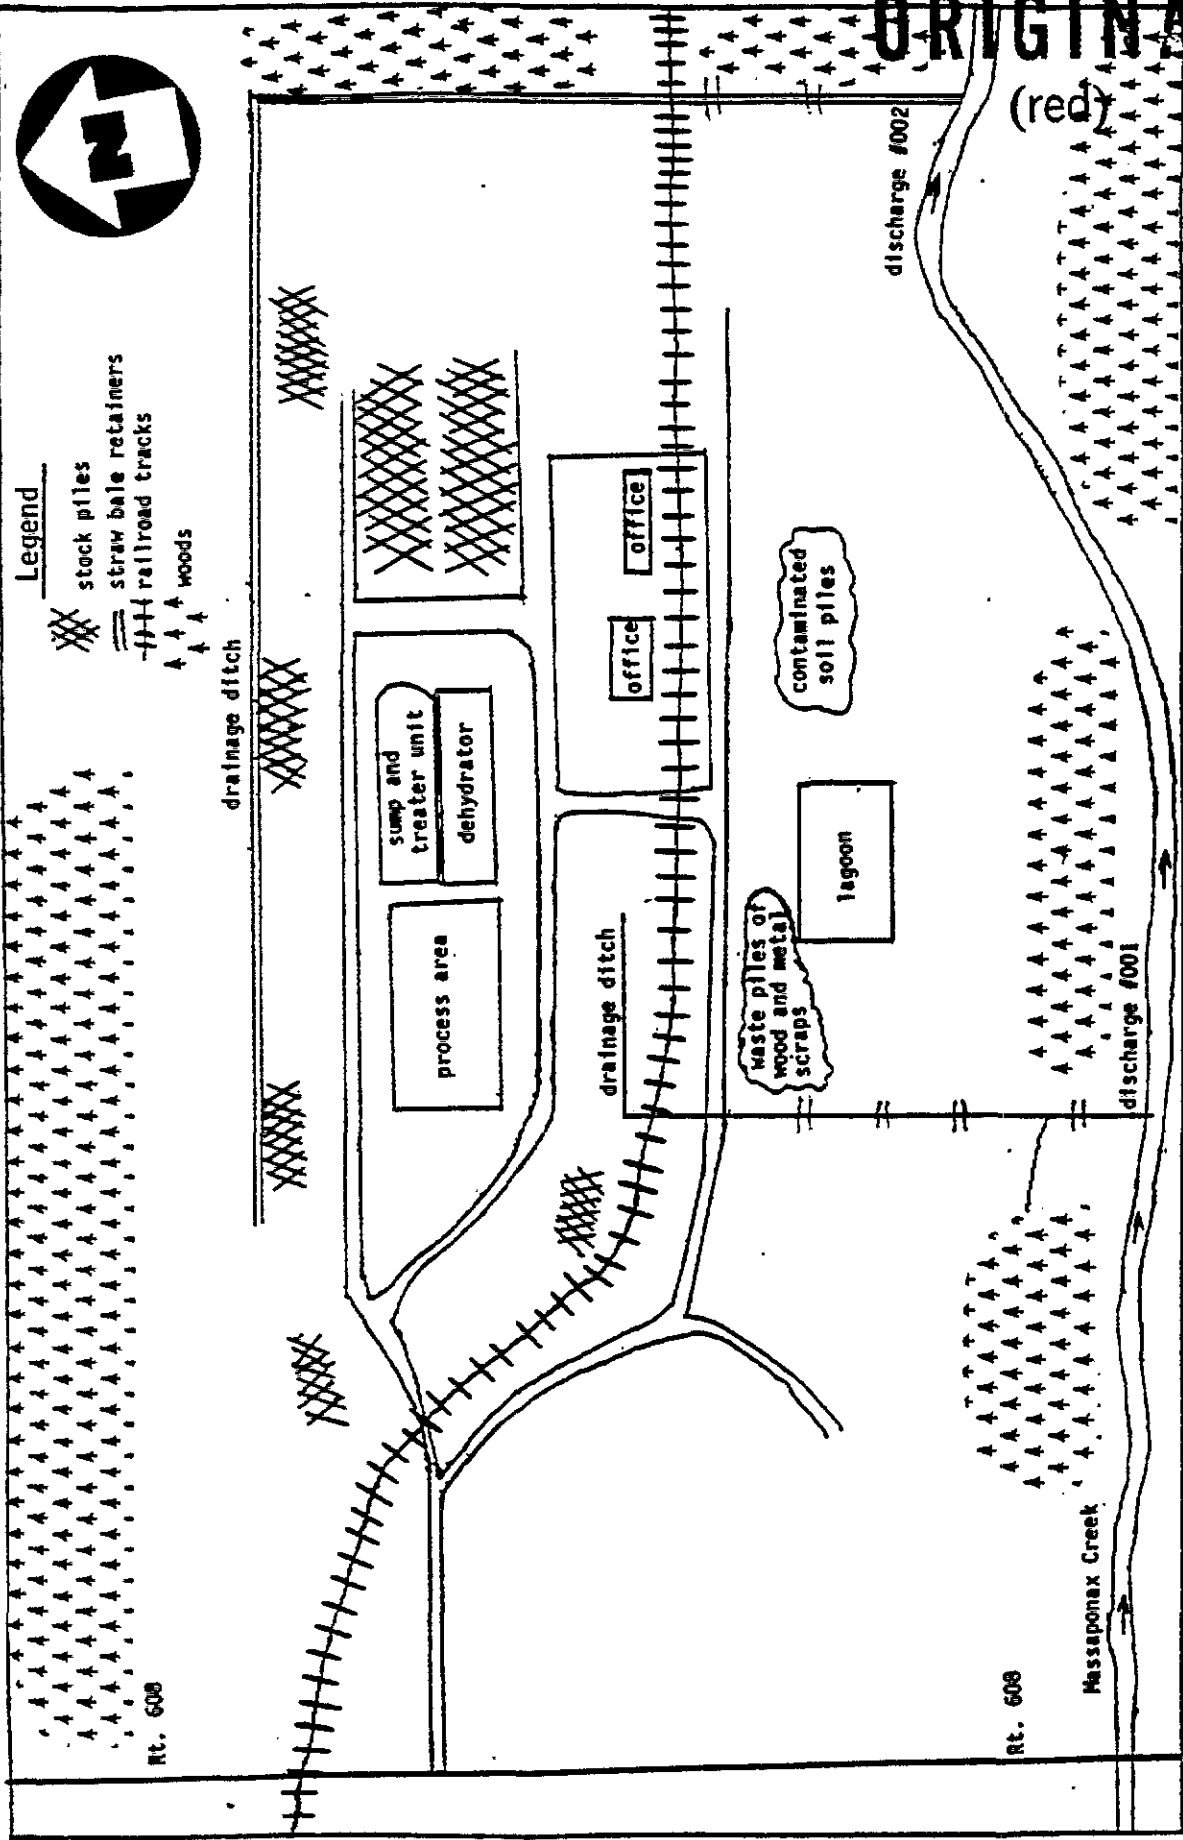 ORIGINA
(red)
N
Legend
stock piles
straw bale retainers
railroad tracks
woods
drainage ditch
sump and
treater unit
dehydrator
process area
office
office
drainage ditch
contaminated
soil piles
lagoon
waste piles of
wood and metal
scraps
discharge #002
discharge #001
Massaponax Creek
Rt. 608
Rt. 608